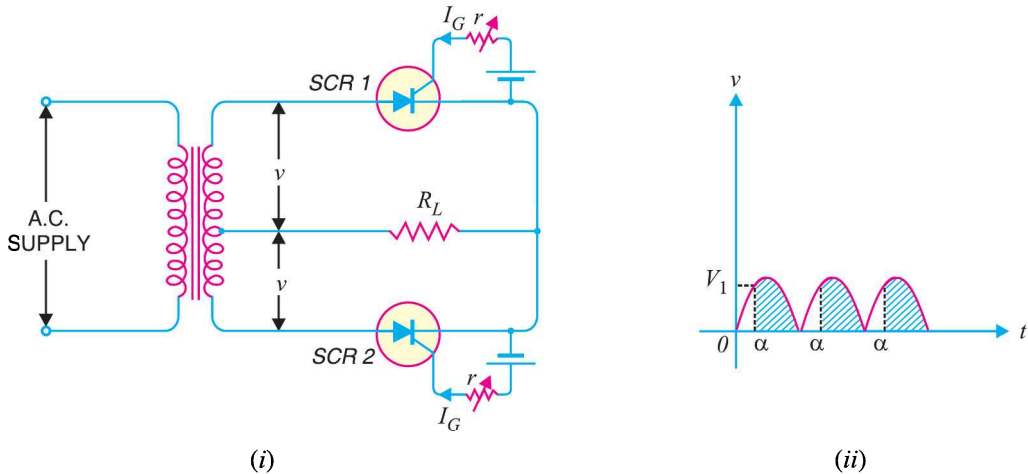 I_G r
SCR 1
v
R_L
A.C.
SUPPLY
v
SCR 2
r
I_G
(i)
v
V_1
0 α α α t
(ii)